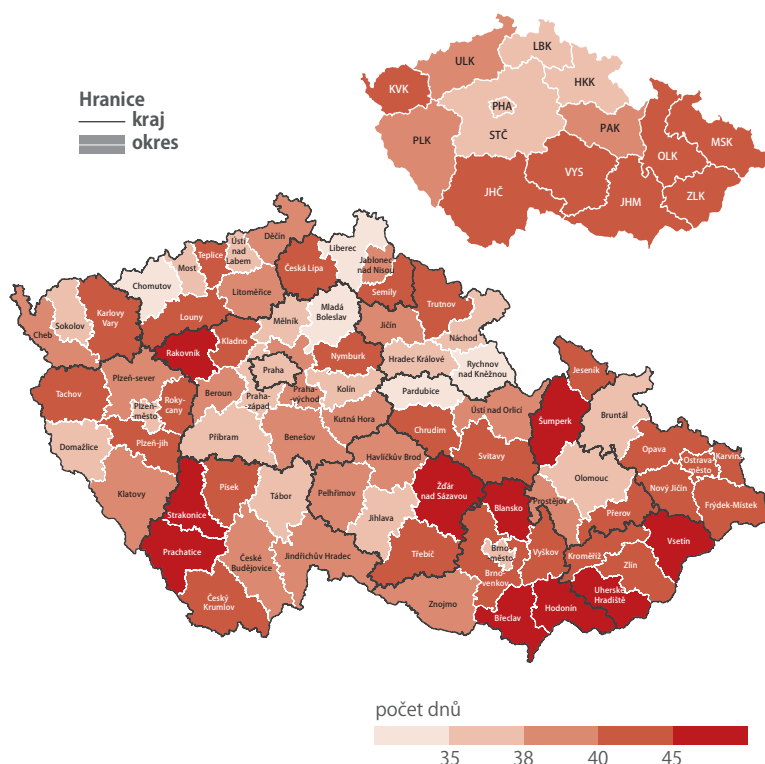 Hranice
kraj
okres
LBK
ULK
HKK
KVK
PHA
STČ
PAK
PLK
MSK
OLK
VYS
JHČ
ZLK
JHM
Děčín
Ústí
nad
Labem
Teplice
Liberec
Jablonec
nad Nisou
Most
Česká Lípa
Chomutov
Semily
Litoměřice
Trutnov
Karlovy
Vary
Sokolov
Cheb
Louny
Mělník
Mladá
Boleslav
Jičín
Náchod
Rakovník
Kladno
Nymburk
Hradec Králové
Rychnov
nad Kněžnou
Praha
Jeseník
Plzeň-sever
Tachov
Roky-
cany
Beroun
Praha-
západ
Praha-
východ
Kolín
Pardubice
Plzeň-
město
Ústí nad Orlicí
Šumperk
Bruntál
Kutná Hora
Chrudim
Domažlice
Plzeň-jih
Příbram
Benešov
Havlíčkův Brod
Svitavy
Opava
Ostrava-
město
Karviná
Olomouc
Klatovy
Písek
Tábor
Pelhřimov
Žďár
nad Sázavou
Blansko
Prostějov
Nový Jičín
Frýdek-Místek
Strakonice
Jihlava
Přerov
Prachatice
České
Budějovice
Jindřichův Hradec
Třebíč
Brno-
město
Vyškov
Kroměříž
Vsetín
Zlín
Brno-
venkov
Český
Krumlov
Znojmo
Břeclav
Hodonín
Uherské
Hradiště
počet dnů
35
38
40
45